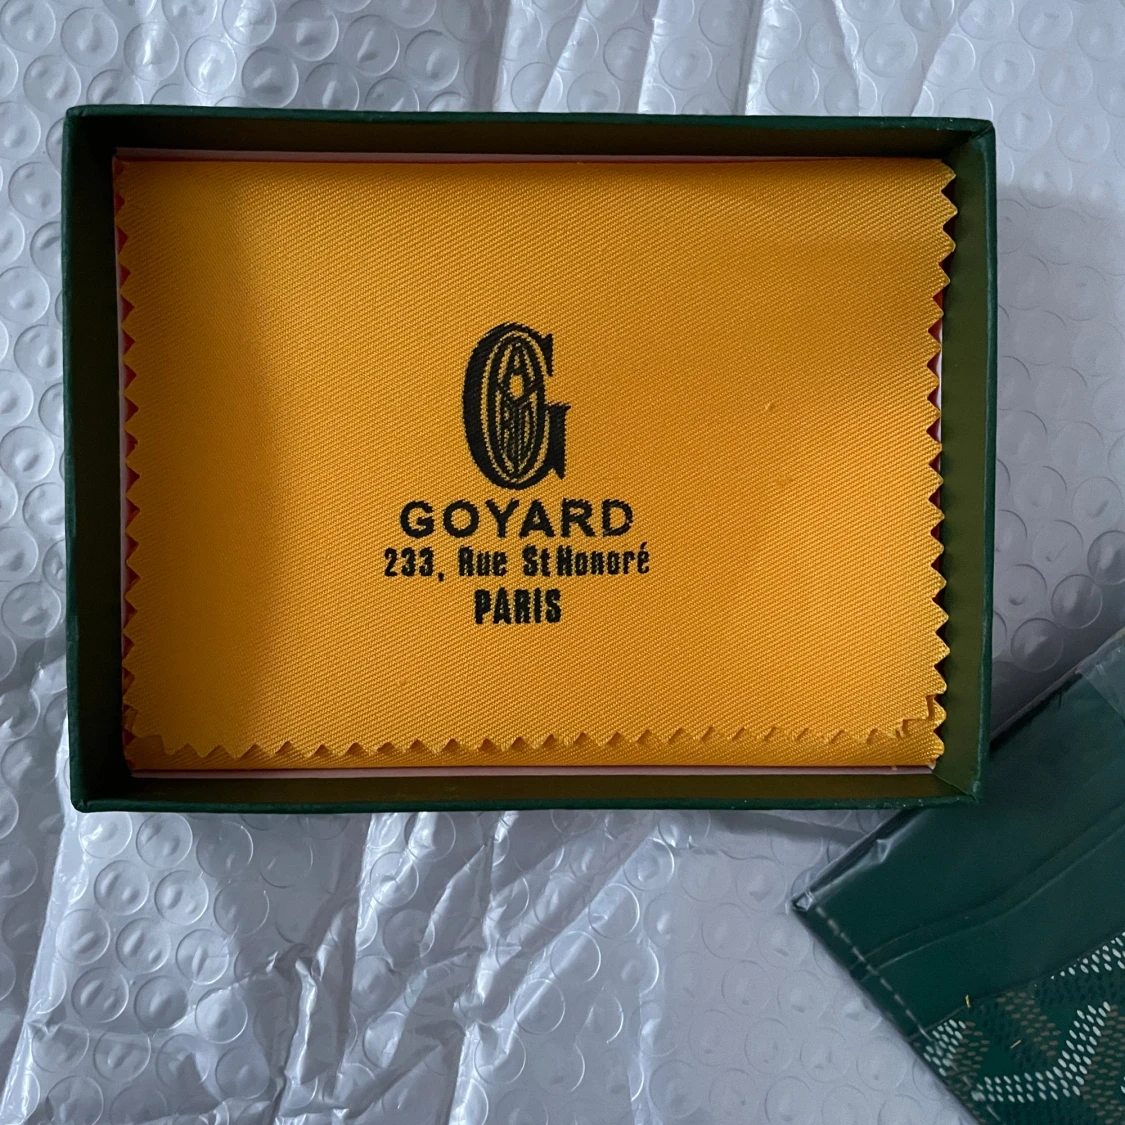 GOYARD
233, Rue St Honoré
PARIS